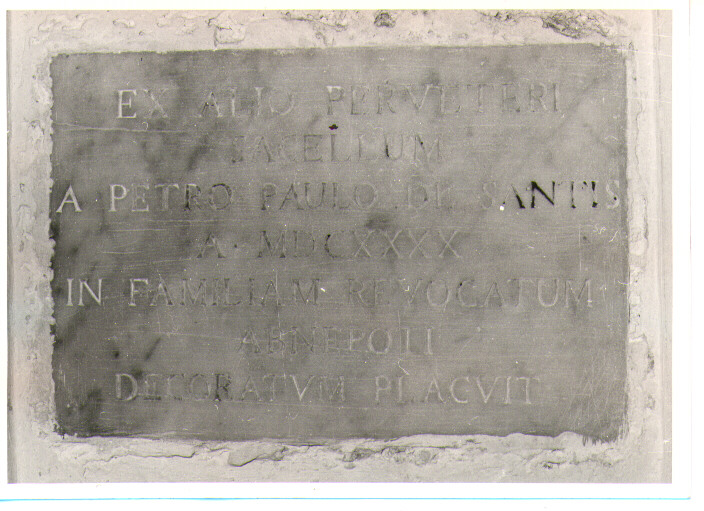 EX ALIO PERVETERI
SACELLUM
A PETRO PAULO DE SANTIS
A· MDCXXXX
IN FAMILIAM REVOCATUM
ABNEPOTI
DECORATVM PLACVIT